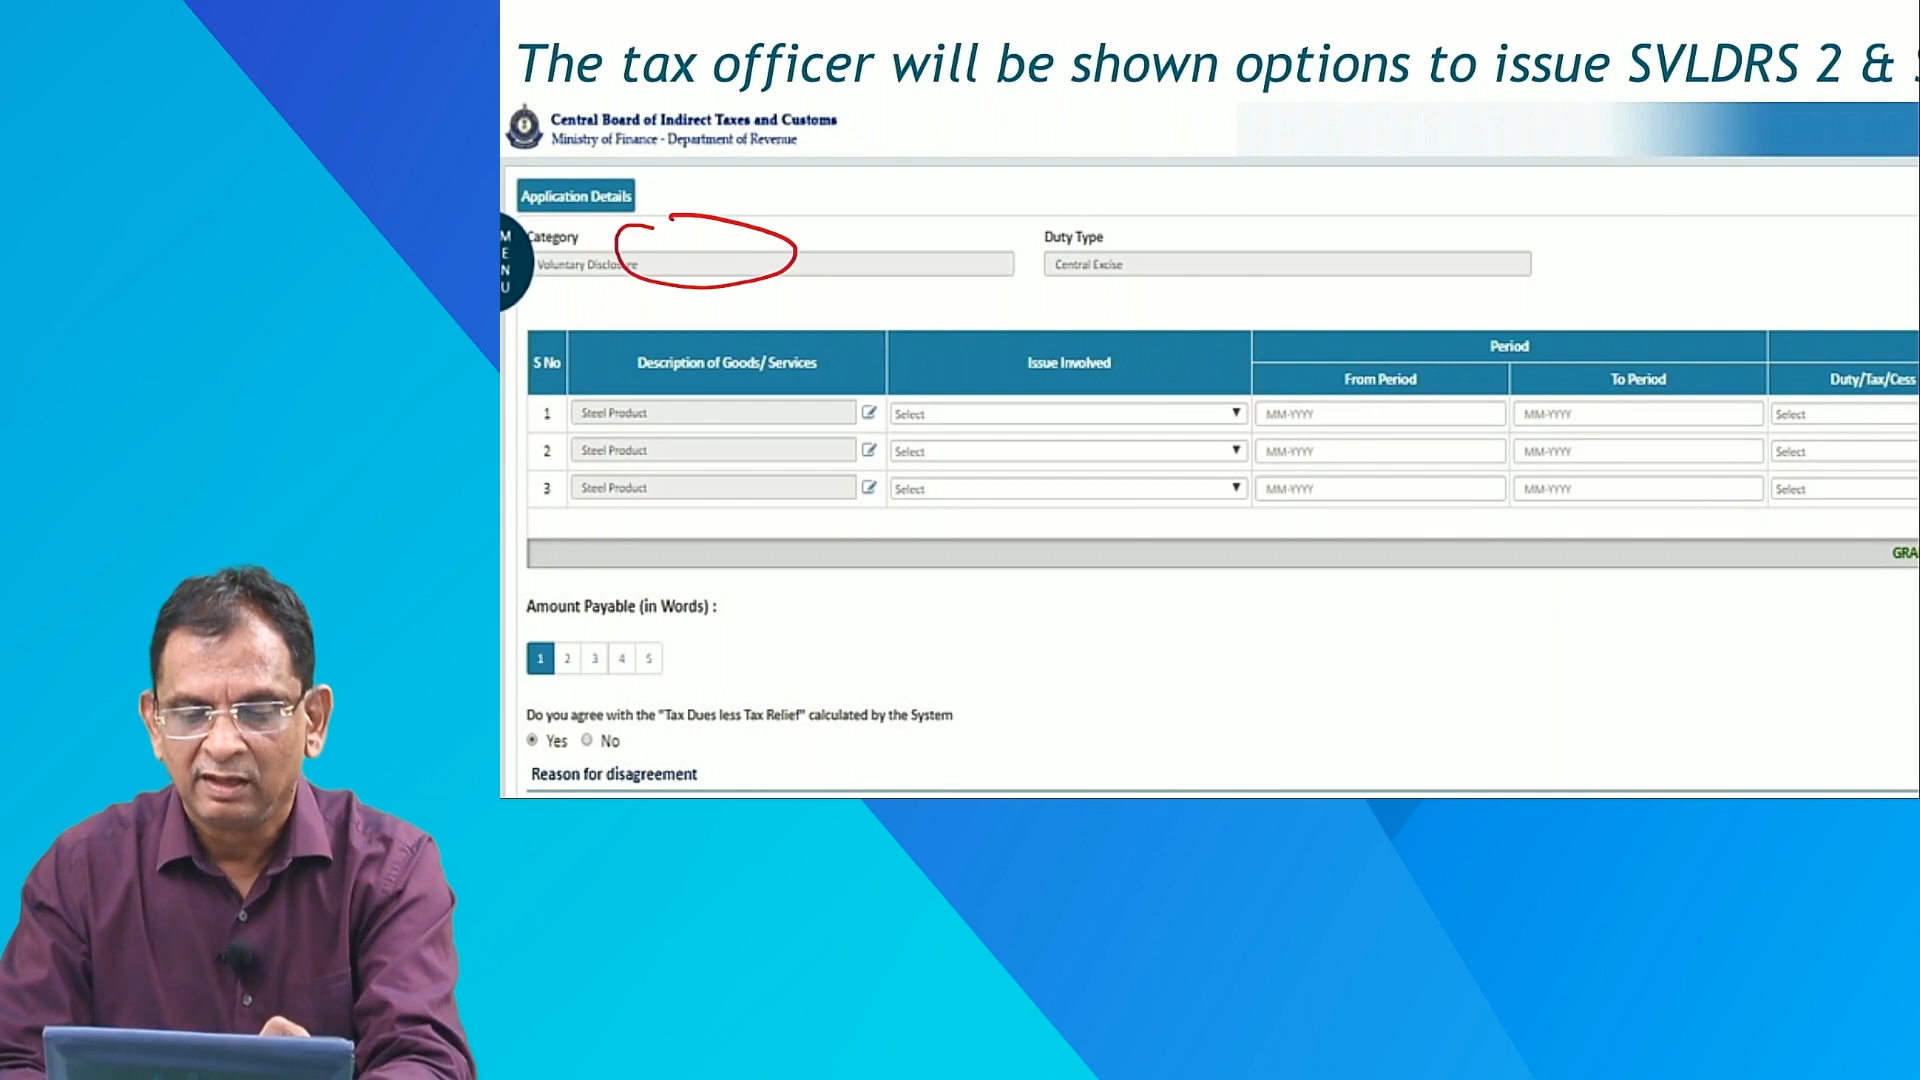 The tax officer will be shown options to issue SVLDRS 2 &
Central Board of Indirect Taxes and Customs
Ministry of Finance - Department of Revenue
Application Details
M
E
N
U
Category
Duty Type
Voluntary Disclosure
Central Excise
S No
Description of Goods/ Services
Issue Involved
Period
From Period
To Period
Duty/Tax/Cess
1 Steel Product Select MM-YYYY MM-YYYY Select
2 Steel Product Select MM-YYYY MM-YYYY Select
3 Steel Product Select MM-YYYY MM-YYYY Select
GRA
Amount Payable (in Words) :
1 2 3 4 5
Do you agree with the "Tax Dues less Tax Relief" calculated by the System
Yes No
Reason for disagreement